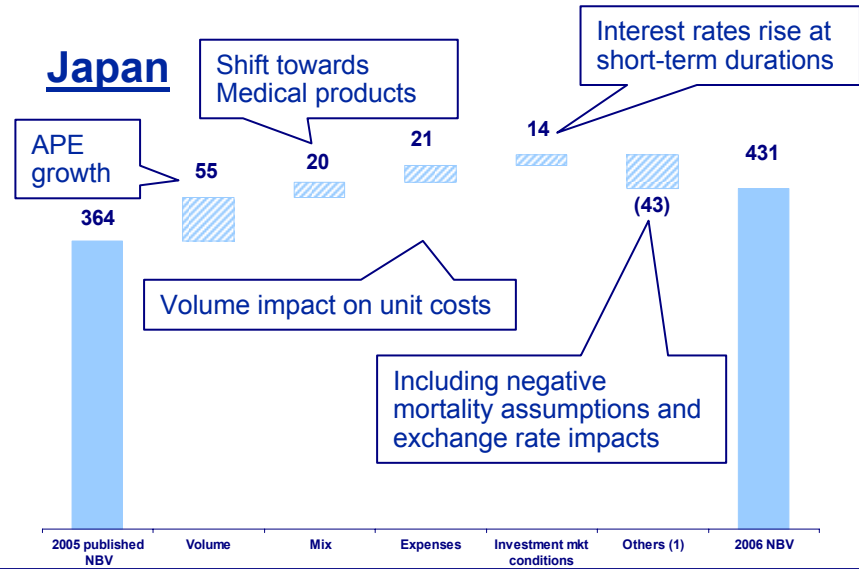 Japan
Shift towards
Medical products
Interest rates rise at
short-term durations
APE
growth
364
55
20
21
14
(43)
431
Volume impact on unit costs
Including negative
mortality assumptions and
exchange rate impacts
2005 published
NBV
Volume
Mix
Expenses
Investment mkt
conditions
Others (1)
2006 NBV